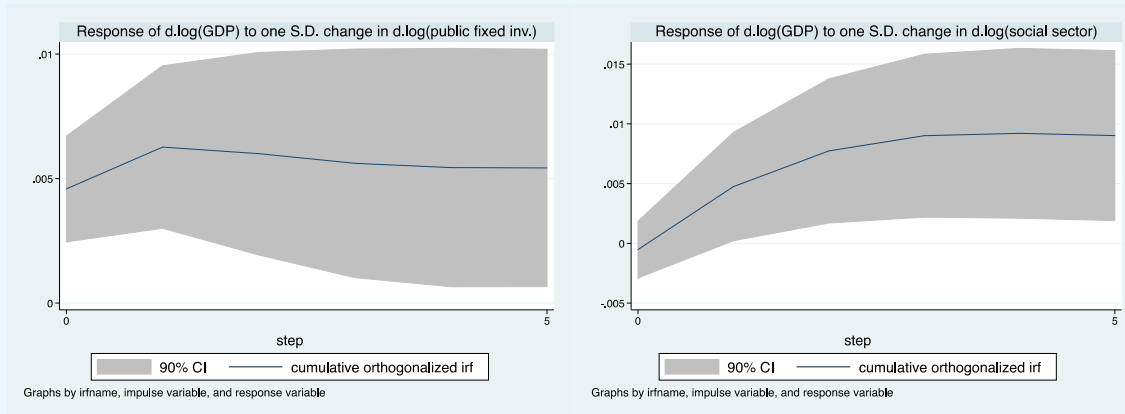 Response of d.log(GDP) to one S.D. change in d.log(public fixed inv.)
.01
.005
0
0
5
step
90% CI
cumulative orthogonalized irf
Graphs by irfname, impulse variable, and response variable
Response of d.log(GDP) to one S.D. change in d.log(social sector)
.015
.01
.005
0
-.005
0
5
step
90% CI
cumulative orthogonalized irf
Graphs by irfname, impulse variable, and response variable